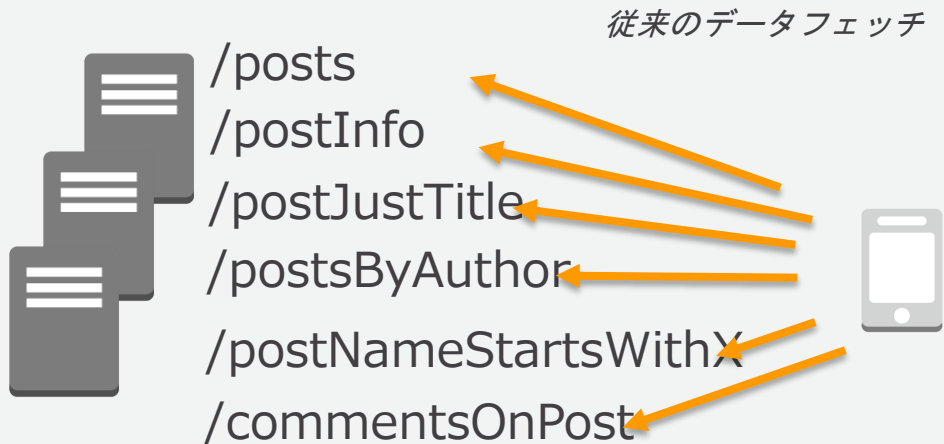 従来のデータフェッチ
/posts
/postInfo
/postJustTitle
/postsByAuthor
/postNameStartsWithX
/commentsOnPost